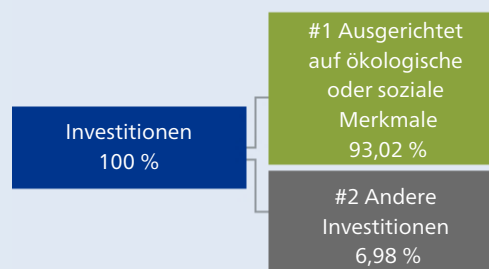 #1 Ausgerichtet
auf ökologische
oder soziale
Merkmale
93,02 %
Investitionen
100 %
#2 Andere
Investitionen
6,98 %